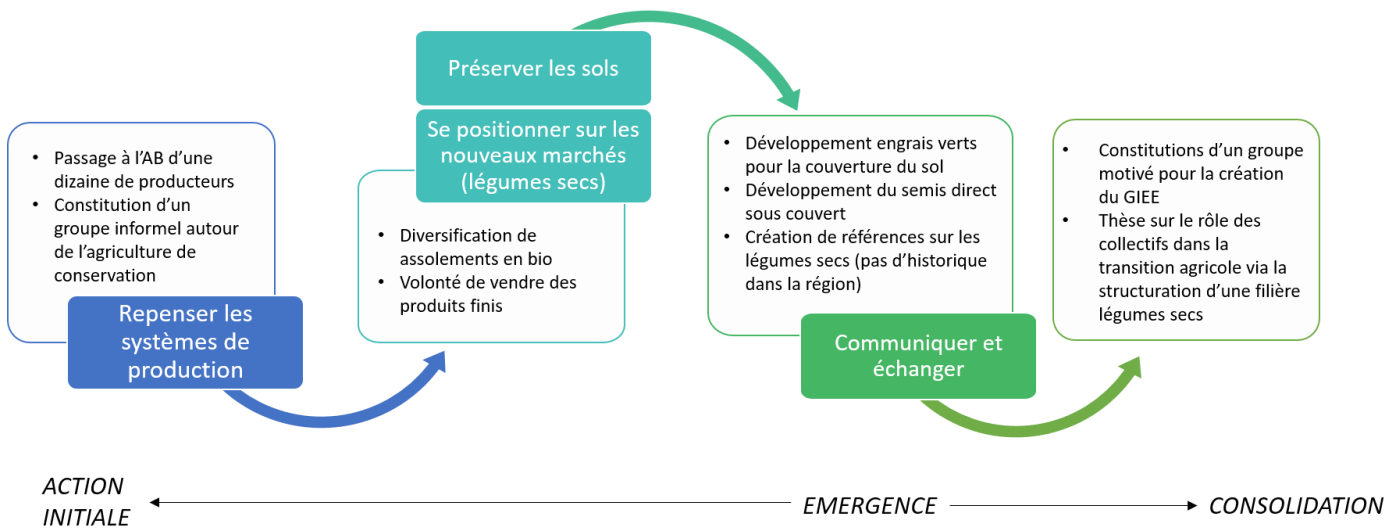 • Passage à l’AB d’une
dizaine de producteurs
• Constitution d’un
groupe informel autour
de l’agriculture de
conservation
Repenser les
systèmes de
production
Préserver les sols
Se positionner sur les
nouveaux marchés
(légumes secs)
• Diversification de
assolements en bio
• Volonté de vendre des
produits finis
• Développement engrais verts
pour la couverture du sol
• Développement du semis direct
sous couvert
• Création de références sur les
légumes secs (pas d’historique
dans la région)
Communiquer et
échanger
• Constitutions d’un groupe
motivé pour la création
du GIEE
• Thèse sur le rôle des
collectifs dans la
transition agricole via la
structuration d’une filière
légumes secs
ACTION
INITIALE
EMERGENCE
CONSOLIDATION